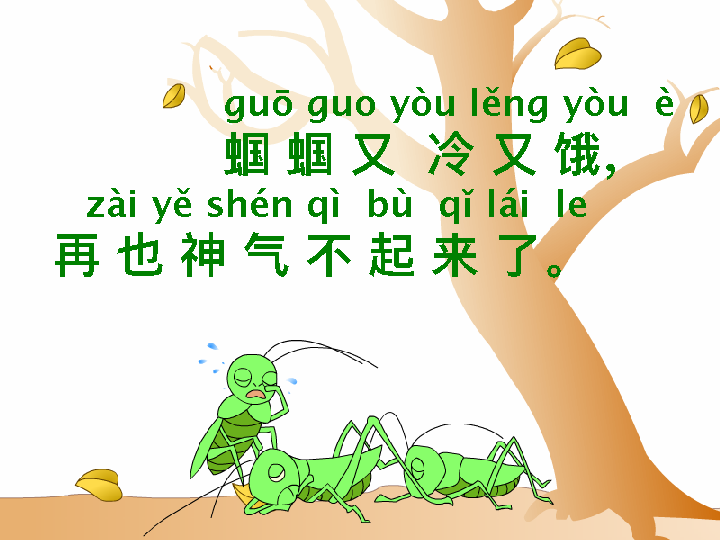 guō guo yòu lěng yòu è
蝈 蝈 又 冷 又 饿，
zài yě shén qì bù qǐ lái le
再 也 神 气 不 起 来 了。